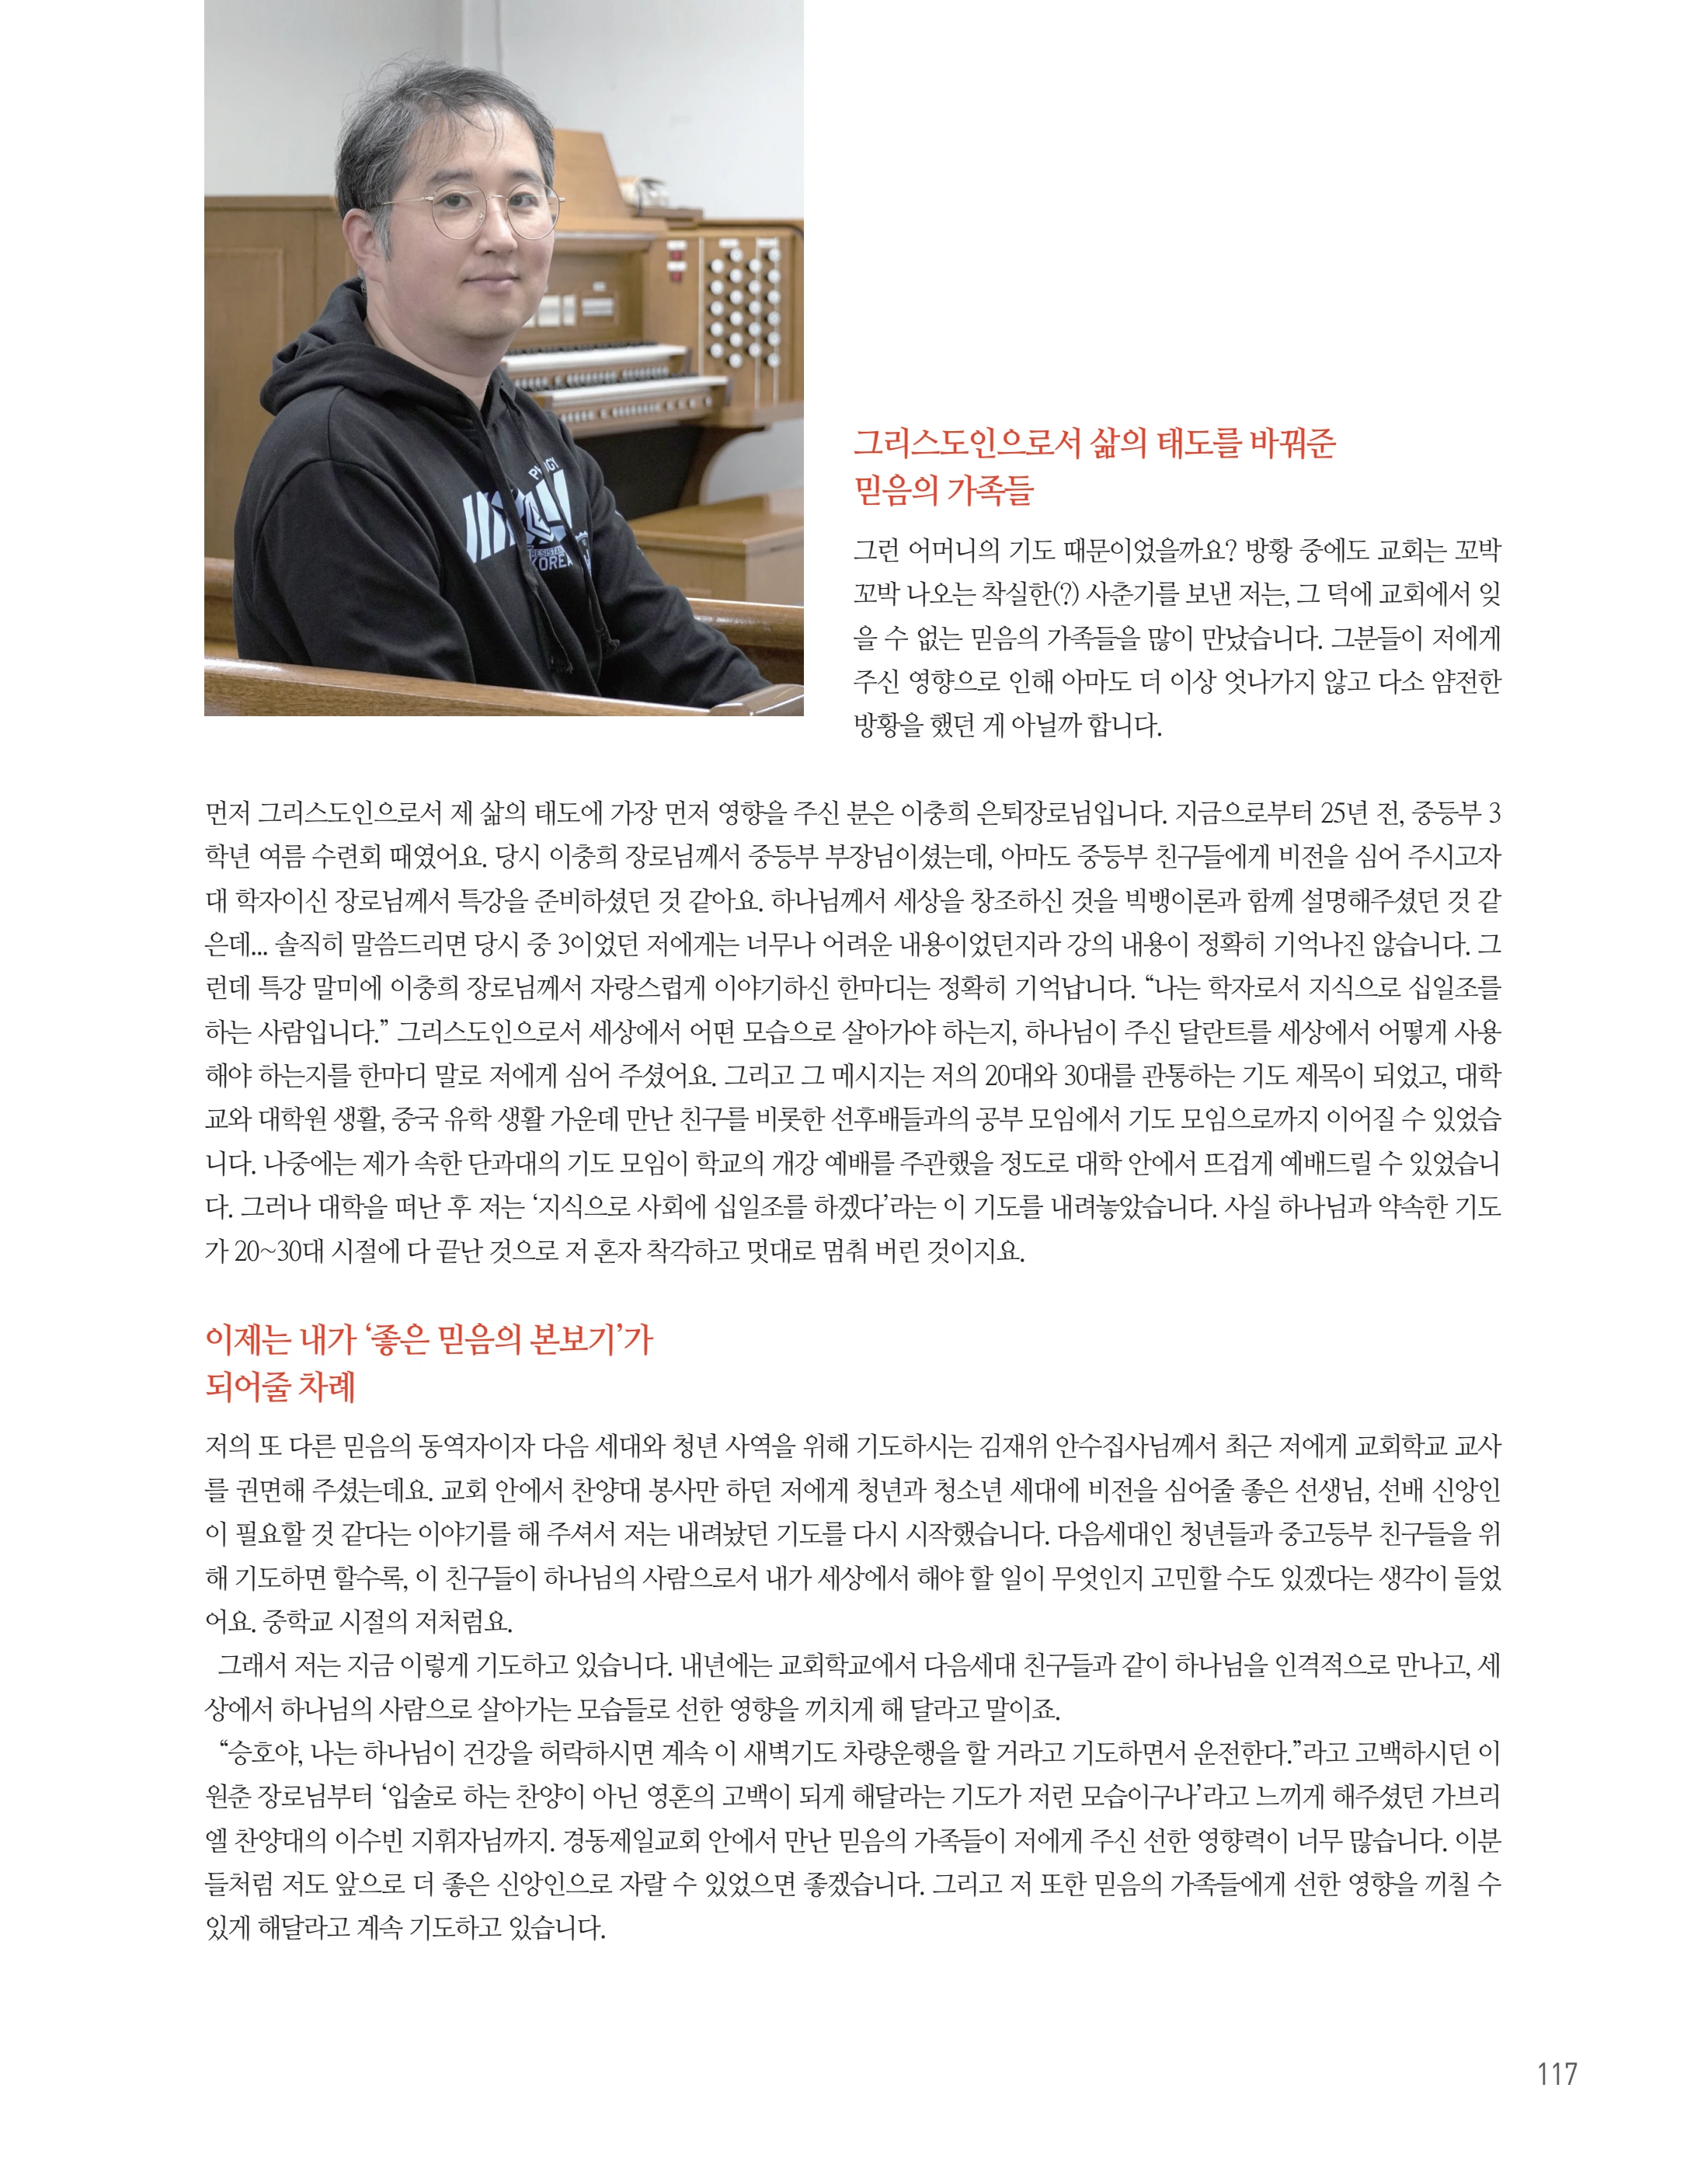 그리스도인으로서 삶의 태도를 바꿔준
믿음의 가족들
그런 어머니의 기도 때문이었을까요? 방황 중에도 교회는 꼬박
꼬박 나오는 착실한(?) 사춘기를 보낸 저는, 그 덕에 교회에서 잊
을 수 없는 믿음의 가족들을 많이 만났습니다. 그분들이 저에게
주신 영향으로 인해 아마도 더 이상 엇나가지 않고 다소 얌전한
방황을 했던 게 아닐까 합니다.
먼저 그리스도인으로서 제 삶의 태도에 가장 먼저 영향을 주신 분은 이충희 은퇴장로님입니다. 지금으로부터 25년 전, 중등부 3
학년 여름 수련회 때였어요. 당시 이충희 장로님께서 중등부 부장님이셨는데, 아마도 중등부 친구들에게 비전을 심어 주시고자
대 학자이신 장로님께서 특강을 준비하셨던 것 같아요. 하나님께서 세상을 창조하신 것을 빅뱅이론과 함께 설명해주셨던 것 같
은데... 솔직히 말씀드리면 당시 중 3이었던 저에게는 너무나 어려운 내용이었던지라 강의 내용이 정확히 기억나진 않습니다. 그
런데 특강 말미에 이충희 장로님께서 자랑스럽게 이야기하신 한마디는 정확히 기억납니다. “나는 학자로서 지식으로 십일조를
하는 사람입니다.” 그리스도인으로서 세상에서 어떤 모습으로 살아가야 하는지, 하나님이 주신 달란트를 세상에서 어떻게 사용
해야 하는지를 한마디 말로 저에게 심어 주셨어요. 그리고 그 메시지는 저의 20대와 30대를 관통하는 기도 제목이 되었고, 대학
교와 대학원 생활, 중국 유학 생활 가운데 만난 친구를 비롯한 선후배들과의 공부 모임에서 기도 모임으로까지 이어질 수 있었습
니다. 나중에는 제가 속한 단과대의 기도 모임이 학교의 개강 예배를 주관했을 정도로 대학 안에서 뜨겁게 예배드릴 수 있었습니
다. 그러나 대학을 떠난 후 저는 ‘지식으로 사회에 십일조를 하겠다’라는 이 기도를 내려놓았습니다. 사실 하나님과 약속한 기도
가 20~30대 시절에 다 끝난 것으로 저 혼자 착각하고 멋대로 멈춰 버린 것이지요.
이제는 내가 ‘좋은 믿음의 본보기’가
되어줄 차례
저의 또 다른 믿음의 동역자이자 다음 세대와 청년 사역을 위해 기도하시는 김재위 안수집사님께서 최근 저에게 교회학교 교사
를 권면해 주셨는데요. 교회 안에서 찬양대 봉사만 하던 저에게 청년과 청소년 세대에 비전을 심어줄 좋은 선생님, 선배 신앙인
이 필요할 것 같다는 이야기를 해 주셔서 저는 내려놨던 기도를 다시 시작했습니다. 다음세대인 청년들과 중고등부 친구들을 위
해 기도하면 할수록, 이 친구들이 하나님의 사람으로서 내가 세상에서 해야 할 일이 무엇인지 고민할 수도 있겠다는 생각이 들었
어요. 중학교 시절의 저처럼요.
그래서 저는 지금 이렇게 기도하고 있습니다. 내년에는 교회학교에서 다음세대 친구들과 같이 하나님을 인격적으로 만나고, 세
상에서 하나님의 사람으로 살아가는 모습들로 선한 영향을 끼치게 해 달라고 말이죠.
“승호야, 나는 하나님이 건강을 허락하시면 계속 이 새벽기도 차량운행을 할 거라고 기도하면서 운전한다.”라고 고백하시던 이
원춘 장로님부터 ‘입술로 하는 찬양이 아닌 영혼의 고백이 되게 해달라는 기도가 저런 모습이구나’라고 느끼게 해주셨던 가브리
엘 찬양대의 이수빈 지휘자님까지. 경동제일교회 안에서 만난 믿음의 가족들이 저에게 주신 선한 영향력이 너무 많습니다. 이분
들처럼 저도 앞으로 더 좋은 신앙인으로 자랄 수 있었으면 좋겠습니다. 그리고 저 또한 믿음의 가족들에게 선한 영향을 끼칠 수
있게 해달라고 계속 기도하고 있습니다.
117